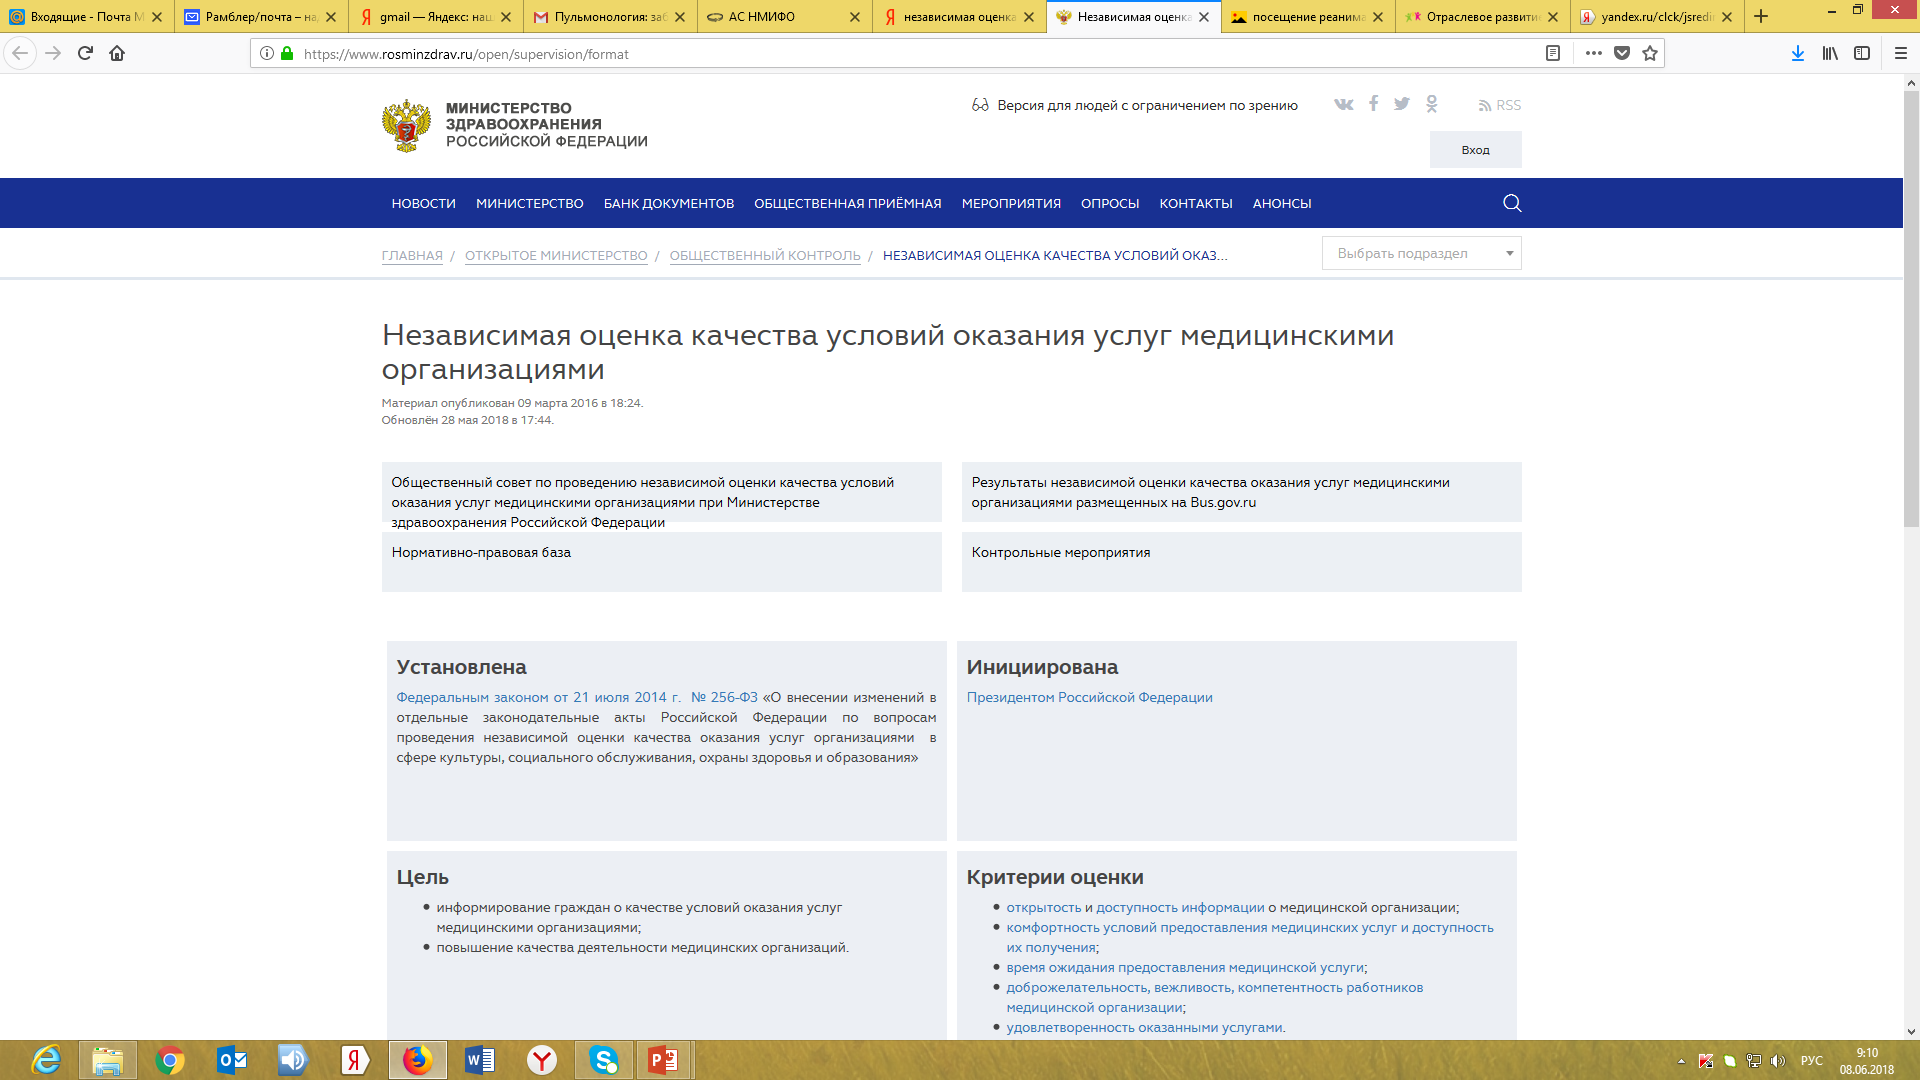 Входящие - Почта M
Рамблер/почта – на
gmail — Яндекс: наш
Пульмонология: заб
АС НМИФО
независимая оценка
Независимая оценка
посещение реанима
Отраслевое развити
yandex.ru/clck/jsredi
https://www.rosminzdrav.ru/open/supervision/format
МИНИСТЕРСТВО
ЗДРАВООХРАНЕНИЯ
РОССИЙСКОЙ ФЕДЕРАЦИИ
Версия для людей с ограничением по зрению
RSS
Вход
НОВОСТИ МИНИСТЕРСТВО БАНК ДОКУМЕНТОВ ОБЩЕСТВЕННАЯ ПРИЁМНАЯ МЕРОПРИЯТИЯ ОПРОСЫ КОНТАКТЫ АНОНСЫ
ГЛАВНАЯ / ОТКРЫТОЕ МИНИСТЕРСТВО / ОБЩЕСТВЕННЫЙ КОНТРОЛЬ / НЕЗАВИСИМАЯ ОЦЕНКА КАЧЕСТВА УСЛОВИЙ ОКАЗ...
Выбрать подраздел
Независимая оценка качества условий оказания услуг медицинскими
организациями
Материал опубликован 09 марта 2016 в 18:24.
Обновлён 28 мая 2018 в 17:44.
Общественный совет по проведению независимой оценки качества условий
оказания услуг медицинскими организациями при Министерстве
здравоохранения Российской Федерации
Результаты независимой оценки качества оказания услуг медицинскими
организациями размещенных на Bus.gov.ru
Нормативно-правовая база
Контрольные мероприятия
Установлена
Федеральным законом от 21 июля 2014 г. № 256-ФЗ «О внесении изменений в
отдельные законодательные акты Российской Федерации по вопросам
проведения независимой оценки качества оказания услуг организациями в
сфере культуры, социального обслуживания, охраны здоровья и образования»
Инициирована
Президентом Российской Федерации
Цель
• информирование граждан о качестве условий оказания услуг
медицинскими организациями;
• повышение качества деятельности медицинских организаций.
Критерии оценки
• открытость и доступность информации о медицинской организации;
• комфортность условий предоставления медицинских услуг и доступность
их получения;
• время ожидания предоставления медицинской услуги;
• доброжелательность, вежливость, компетентность работников
медицинской организации;
• удовлетворенность оказанными услугами.
РУС
9:10
08.06.2018